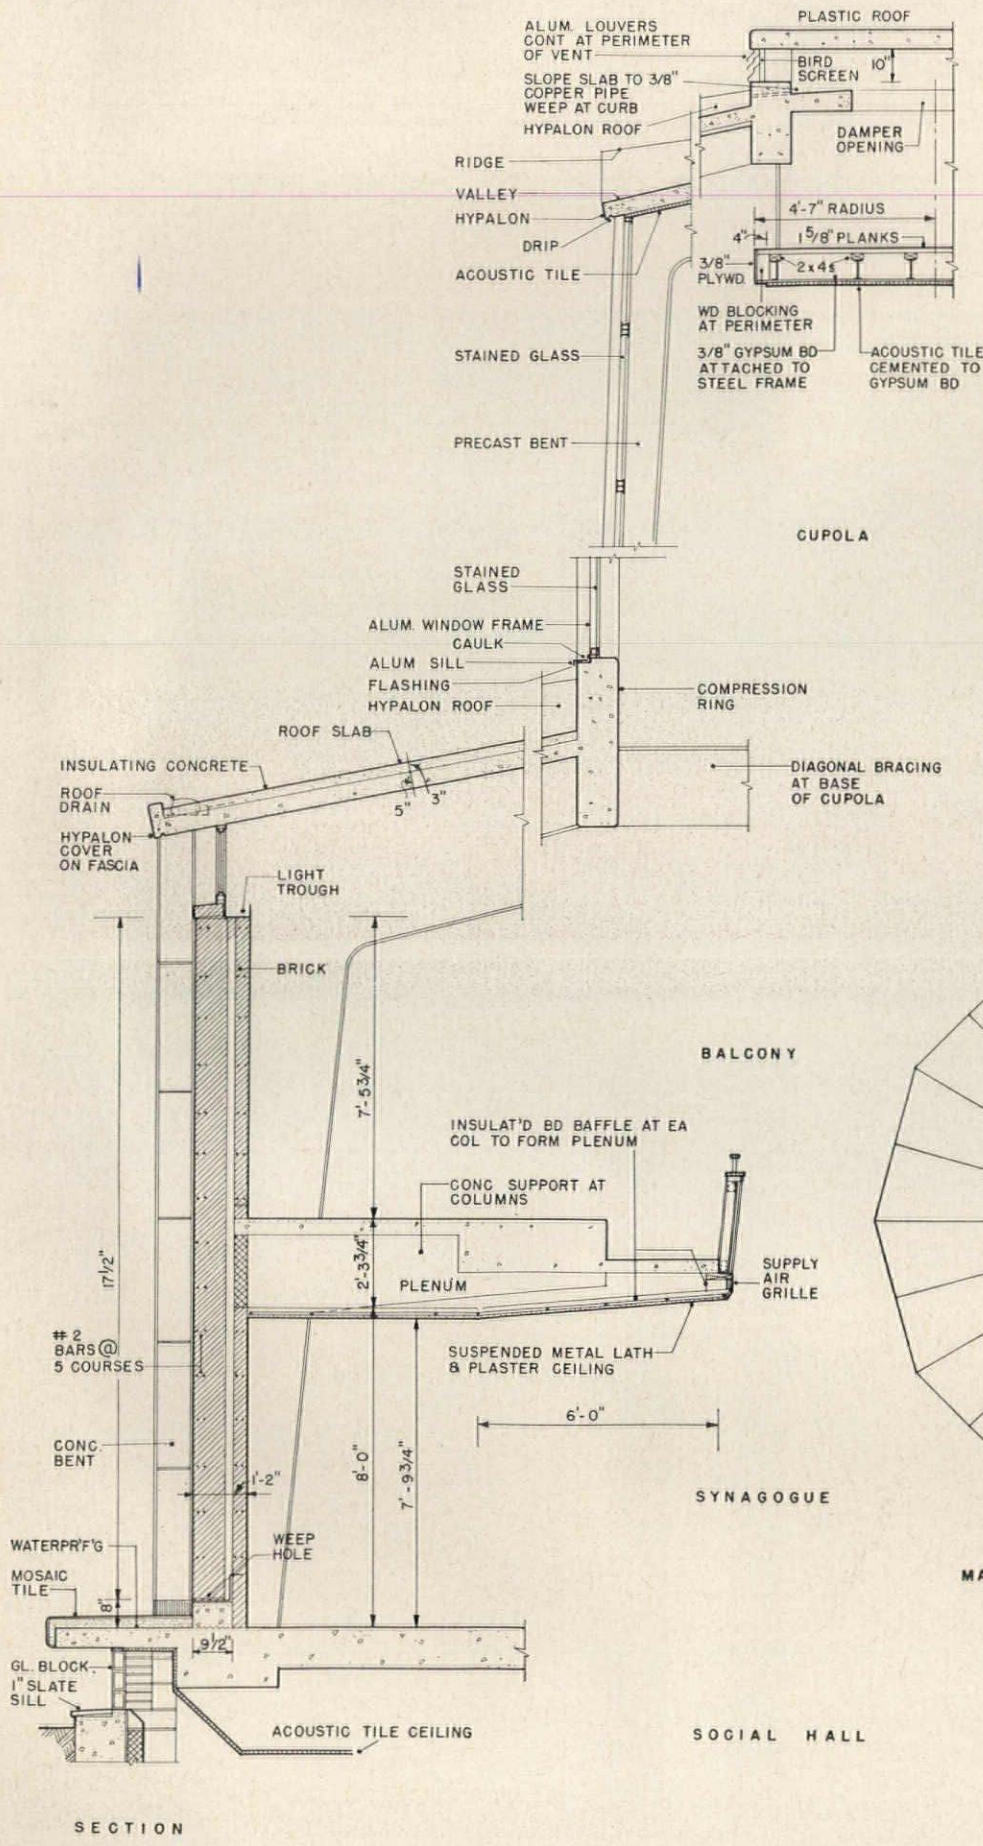 PLASTIC ROOF
ALUM. LOUVERS
CONT AT PERIMETER
OF VENT
BIRD
SCREEN
10"
SLOPE SLAB TO 3/8"
COPPER PIPE
WEEP AT CURB
HYPALON ROOF
DAMPER
OPENING
RIDGE
VALLEY
HYPALON
DRIP
ACOUSTIC TILE
4'-7" RADIUS
4"
1 5/8" PLANKS
3/8"
PLYWD.
2x4s
WD BLOCKING
AT PERIMETER
3/8" GYPSUM BD
ATTACHED TO
STEEL FRAME
ACOUSTIC TILE
CEMENTED TO
GYPSUM BD
STAINED GLASS
PRECAST BENT
CUPOLA
STAINED
GLASS
ALUM. WINDOW FRAME
CAULK
ALUM SILL
FLASHING
HYPALON ROOF
COMPRESSION
RING
ROOF SLAB
INSULATING CONCRETE
ROOF
DRAIN
5"
3"
DIAGONAL BRACING
AT BASE
OF CUPOLA
HYPALON
COVER
ON FASCIA
LIGHT
TROUGH
BRICK
7'-5 3/4"
BALCONY
INSULAT'D BD BAFFLE AT EA
COL TO FORM PLENUM
CONC SUPPORT AT
COLUMNS
17 1/2"
2'-3 3/4"
PLENUM
SUPPLY
AIR
GRILLE
# 2
BARS @
5 COURSES
SUSPENDED METAL LATH
& PLASTER CEILING
6'-0"
CONC.
BENT
8'-0"
7'-9 3/4"
1'-2"
SYNAGOGUE
WATERPR'F'G
WEEP
HOLE
MOSAIC
TILE
8"
MA
9 1/2"
GL. BLOCK
1" SLATE
SILL
ACOUSTIC TILE CEILING
SOCIAL HALL
SECTION